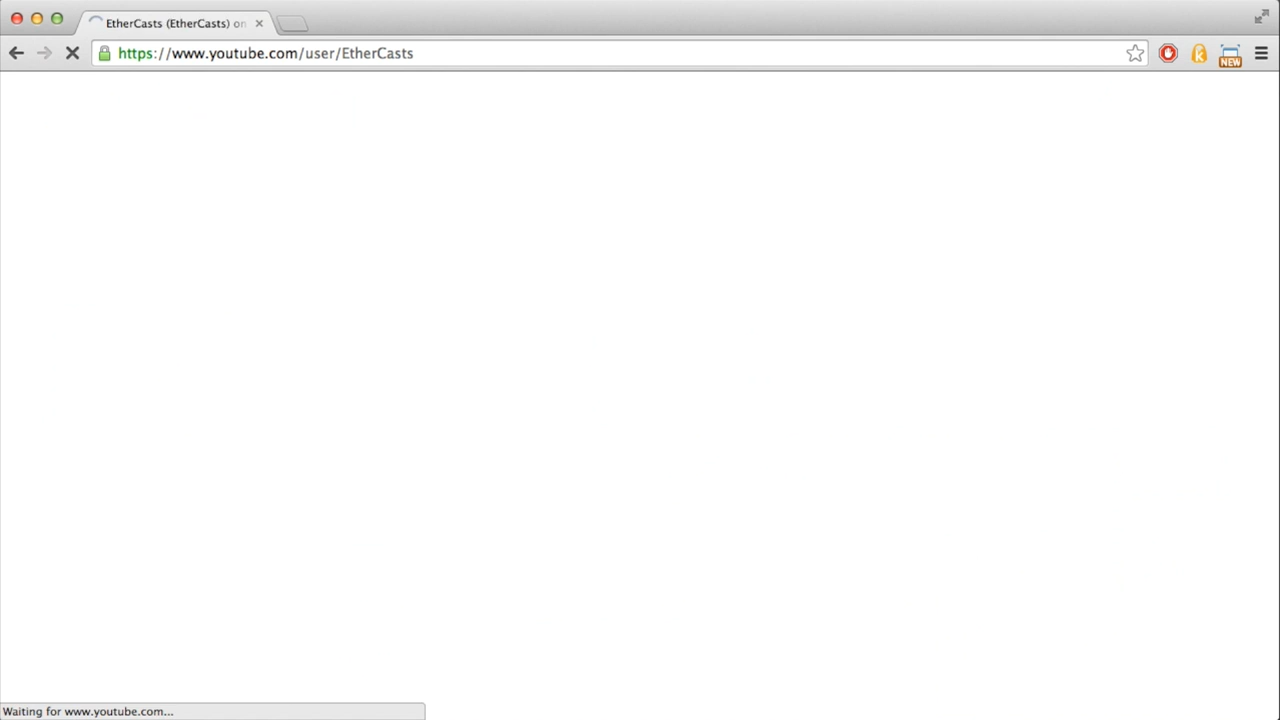 EtherCasts (EtherCasts) on
https://www.youtube.com/user/EtherCasts
k
NEW
Waiting for www.youtube.com...